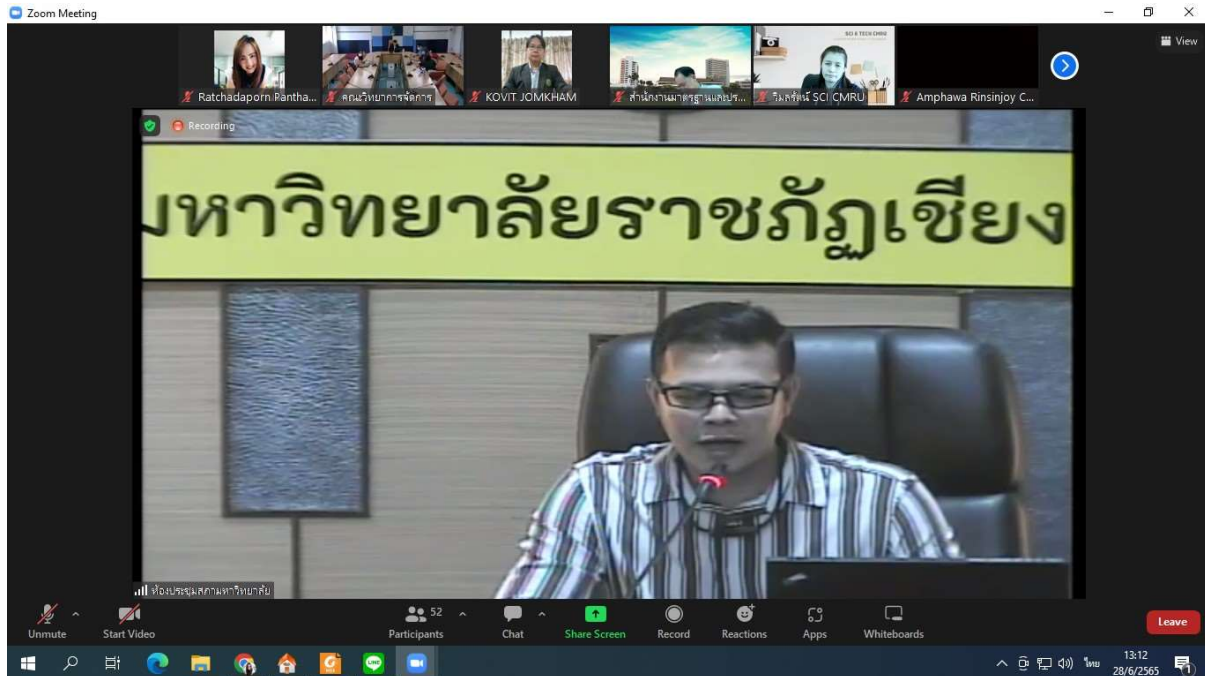 Zoom Meeting
View
SCI & TECH CMRU
Ratchadaporn Pantha...
คณะวิทยาการจัดการ
KOVIT JOMKHAM
สำนักงานมาตรฐานและปร...
วิมลรัตน์ SCI CMRU
Amphawa Rinsinjoy C...
Recording
มหาวิทยาลัยราชภัฏเชียง
ห้องประชุมสภามหาวิทยาลัย
52
Unmute
Start Video
Participants
Chat
Share Screen
Record
Reactions
Apps
Whiteboards
Leave
ไทย
13:12
28/6/2565
1